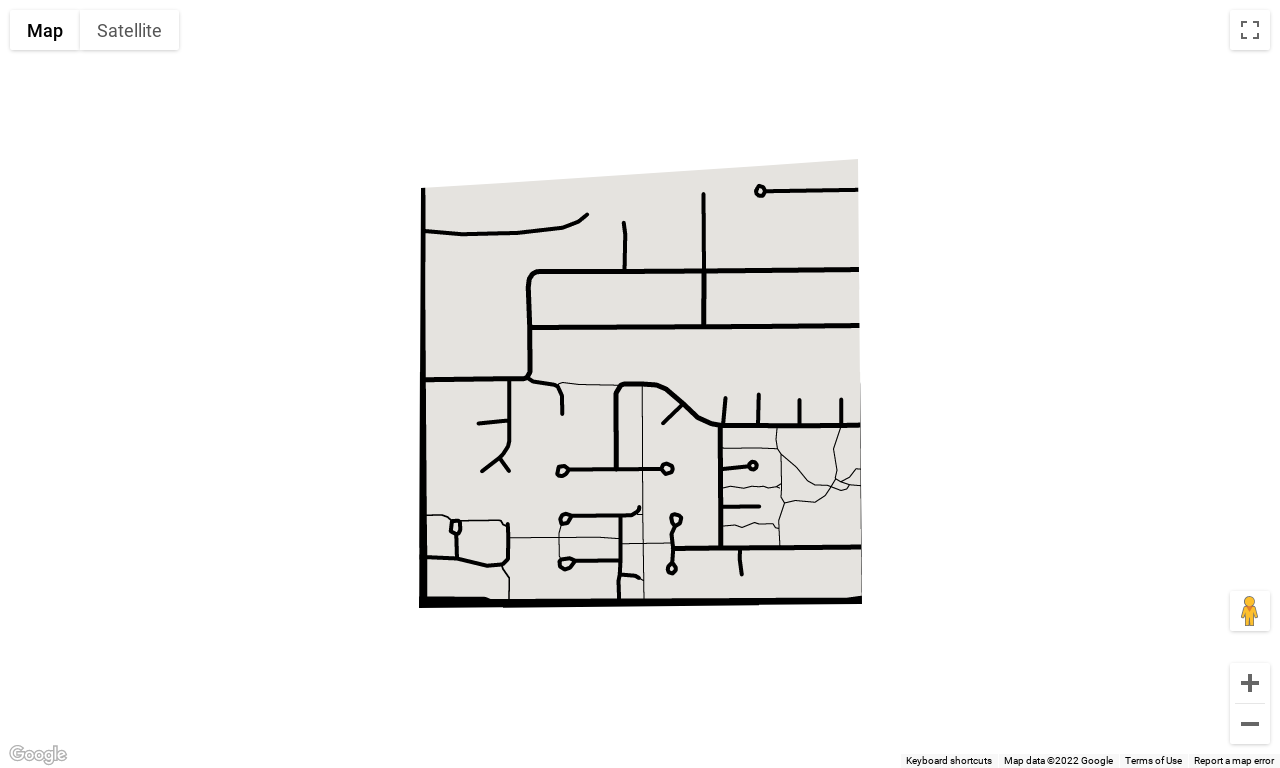 Map Satellite
Google
Keyboard shortcuts Map data ©2022 Google Terms of Use Report a map error